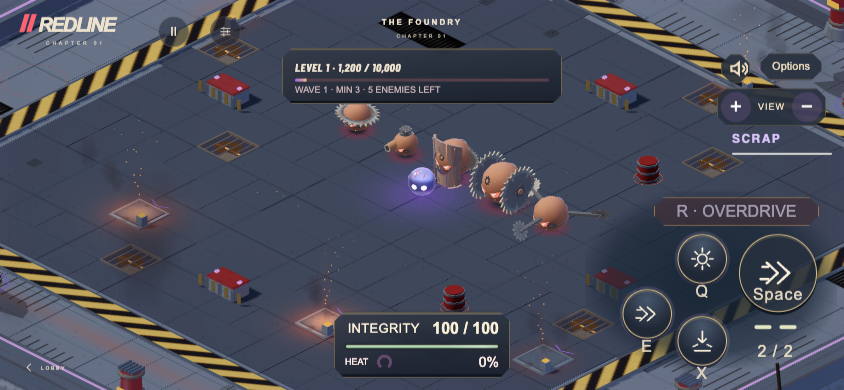 REDLINE
CHAPTER 01
THE FOUNDRY
CHAPTER 01
LEVEL 1 · 1,200 / 10,000
WAVE 1 · MIN 3 · 5 ENEMIES LEFT
Options
+ VIEW −
SCRAP
R · OVERDRIVE
Q
Space
E
2 / 2
X
INTEGRITY 100 / 100
HEAT 0%
LOBBY